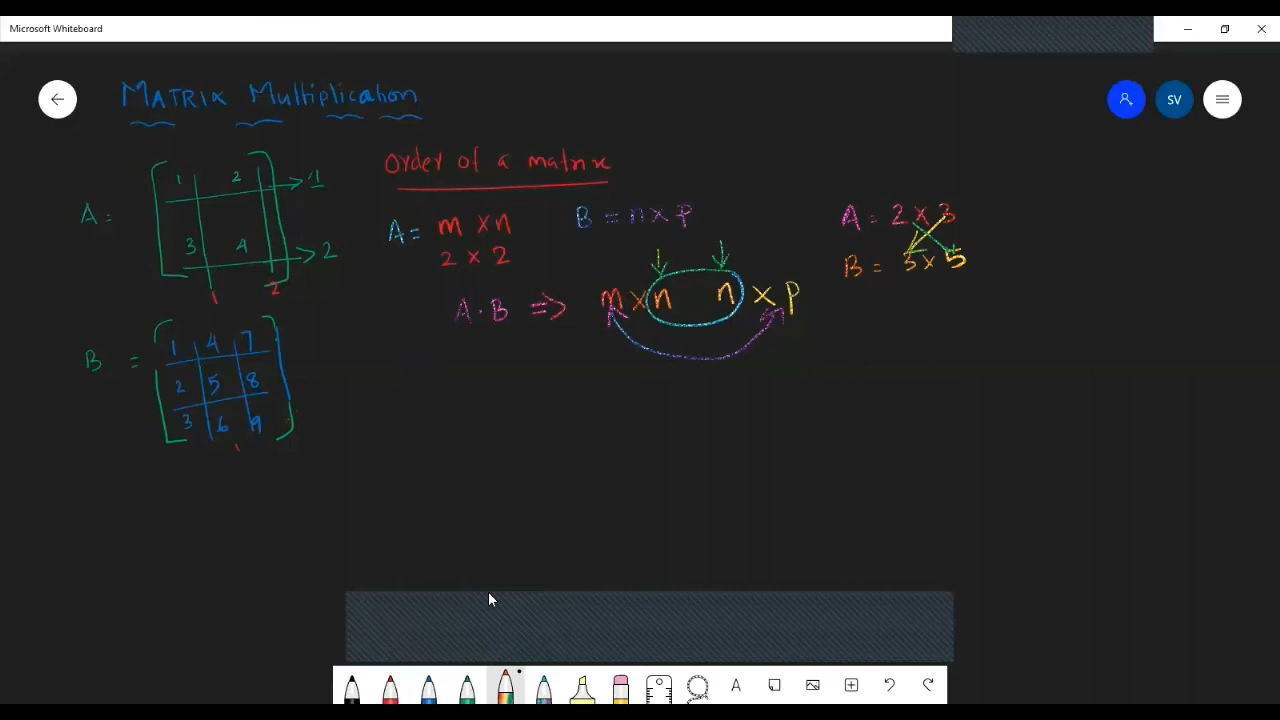 Microsoft Whiteboard
MATRIX Multiplication
SV
Order of a matrix
A = [1 2] → 1
[3 4] → 2
1 2
A = m × n
2 × 2
B = n × p
A = 2 × 3
B = 3 × 5
A · B ⇒ m × n n × p
B = [1 4 7]
[2 5 8]
[3 6 9]
A